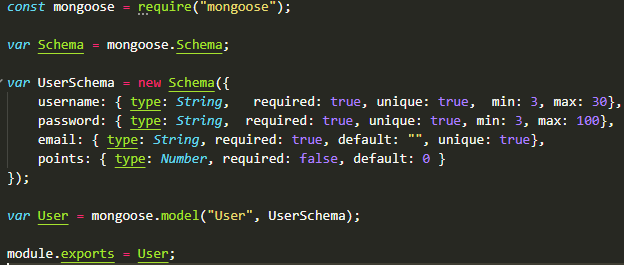 const mongoose = require("mongoose");
var Schema = mongoose.Schema;
var UserSchema = new Schema({
username: { type: String,   required: true, unique: true,  min: 3, max: 30},
password: { type: String,  required: true, unique: true, min: 3, max: 100},
email: { type: String, required: true, default: "", unique: true},
points: { type: Number, required: false, default: 0 }
});
var User = mongoose.model("User", UserSchema);
module.exports = User;